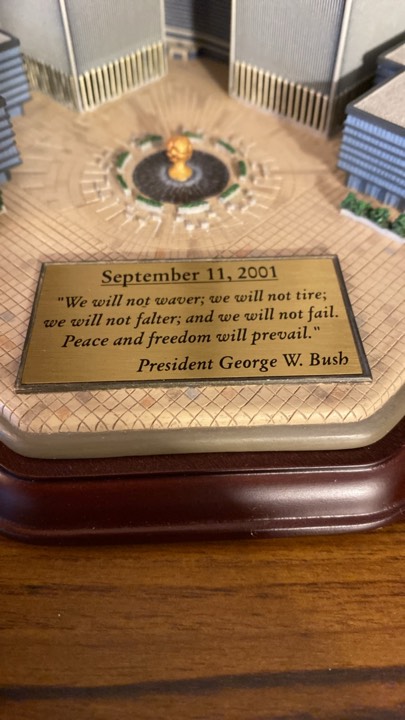 September 11, 2001
"We will not waver; we will not tire;
we will not falter; and we will not fail.
Peace and freedom will prevail."
President George W. Bush